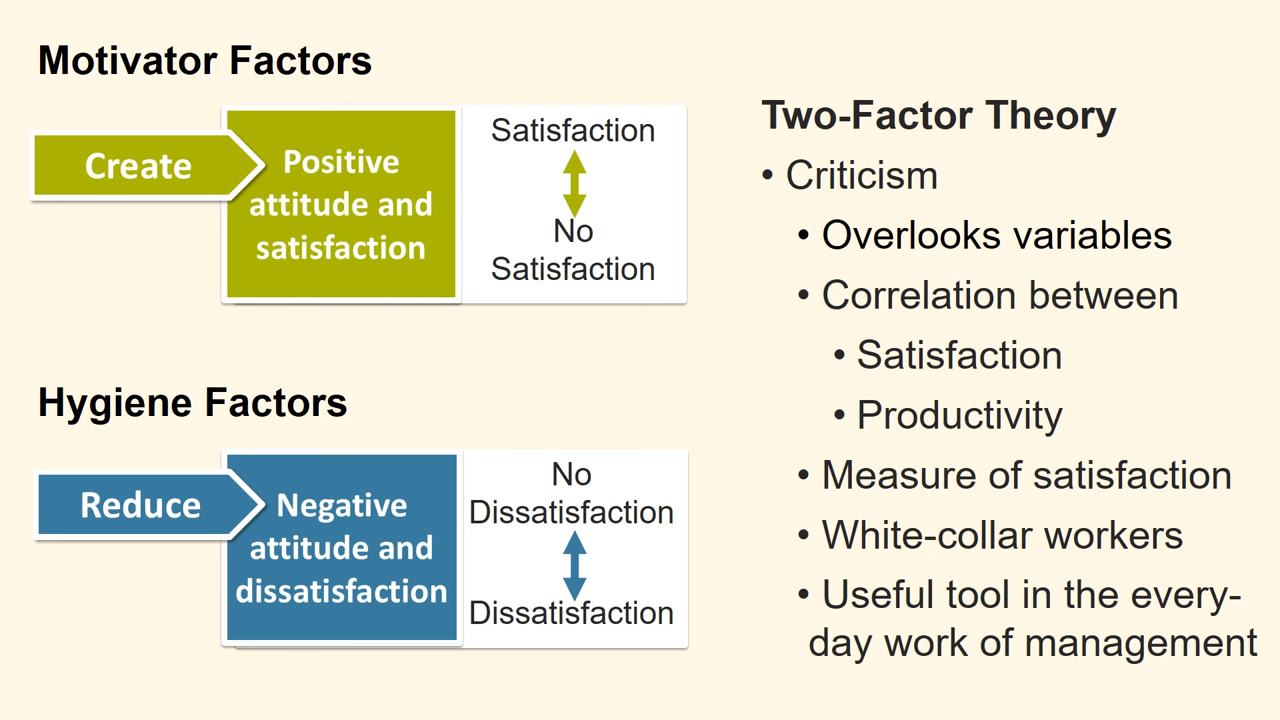 Motivator Factors
Create
Positive
attitude and
satisfaction
Satisfaction
No
Satisfaction
Hygiene Factors
Reduce
Negative
attitude and
dissatisfaction
No
Dissatisfaction
Dissatisfaction
Two-Factor Theory
• Criticism
• Overlooks variables
• Correlation between
• Satisfaction
• Productivity
• Measure of satisfaction
• White-collar workers
• Useful tool in the every-
day work of management